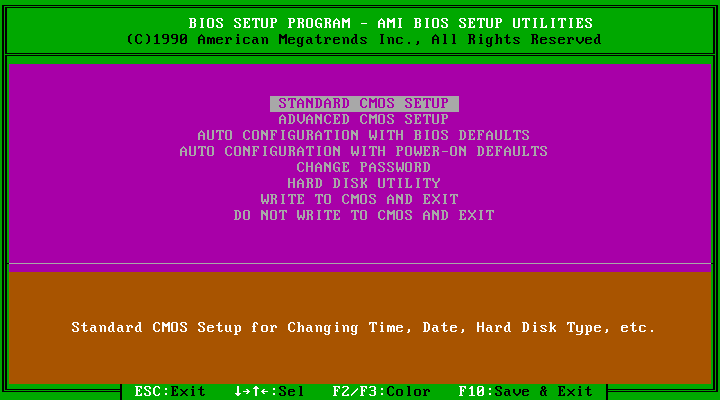 BIOS SETUP PROGRAM - AMI BIOS SETUP UTILITIES
(C)1990 American Megatrends Inc., All Rights Reserved
STANDARD CMOS SETUP
ADVANCED CMOS SETUP
AUTO CONFIGURATION WITH BIOS DEFAULTS
AUTO CONFIGURATION WITH POWER-ON DEFAULTS
CHANGE PASSWORD
HARD DISK UTILITY
WRITE TO CMOS AND EXIT
DO NOT WRITE TO CMOS AND EXIT
Standard CMOS Setup for Changing Time, Date, Hard Disk Type, etc.
ESC:Exit ↓→↑←:Sel F2/F3:Color F10:Save & Exit